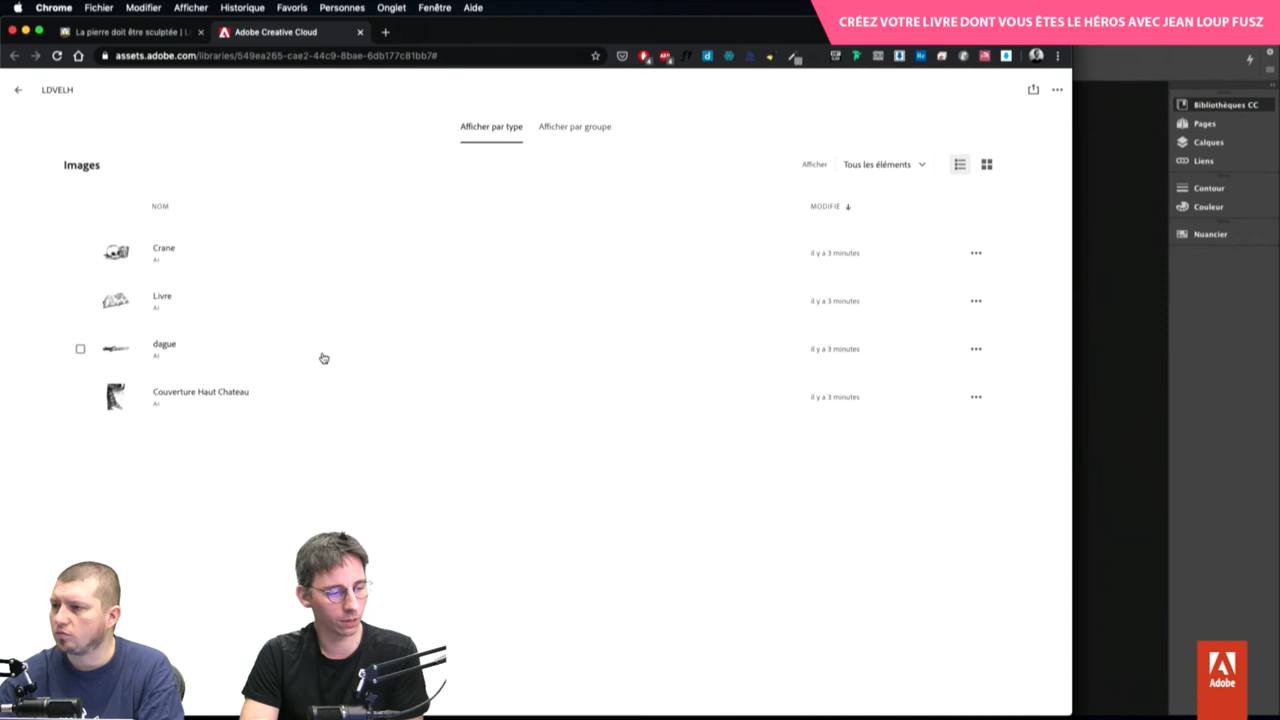 Chrome Fichier Modifier Afficher Historique Favoris Personnes Onglet Fenêtre Aide
CRÉEZ VOTRE LIVRE DONT VOUS ÊTES LE HÉROS AVEC JEAN LOUP FUSZ
La pierre doit être sculptée
Adobe Creative Cloud
assets.adobe.com/libraries/549ea265-cae2-44c9-8bae-6db177c81bb7#
LDVELH
Afficher par type Afficher par groupe
Images
Afficher Tous les éléments
NOM MODIFIÉ
Crane
AI
il y a 3 minutes
Livre
AI
il y a 3 minutes
dague
AI
il y a 3 minutes
Couverture Haut Chateau
AI
il y a 3 minutes
Bibliothèques CC
Pages
Calques
Liens
Contour
Couleur
Nuancier
Adobe